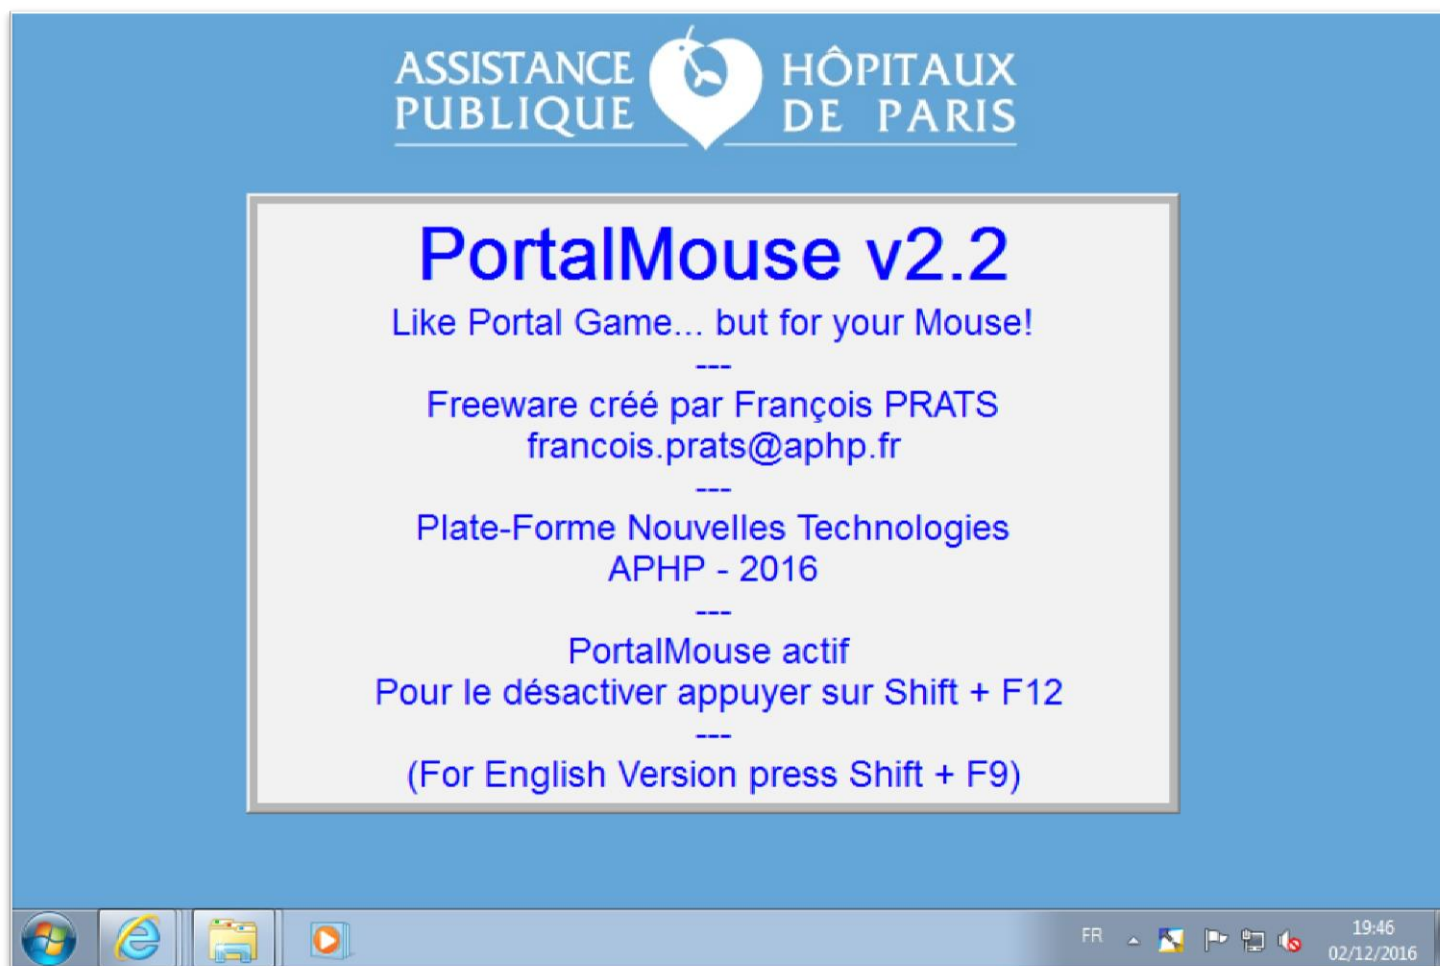 ASSISTANCE
PUBLIQUE
HÔPITAUX
DE PARIS
PortalMouse v2.2
Like Portal Game... but for your Mouse!
---
Freeware créé par François PRATS
francois.prats@aphp.fr
---
Plate-Forme Nouvelles Technologies
APHP - 2016
---
PortalMouse actif
Pour le désactiver appuyer sur Shift + F12
---
(For English Version press Shift + F9)
FR
19:46
02/12/2016